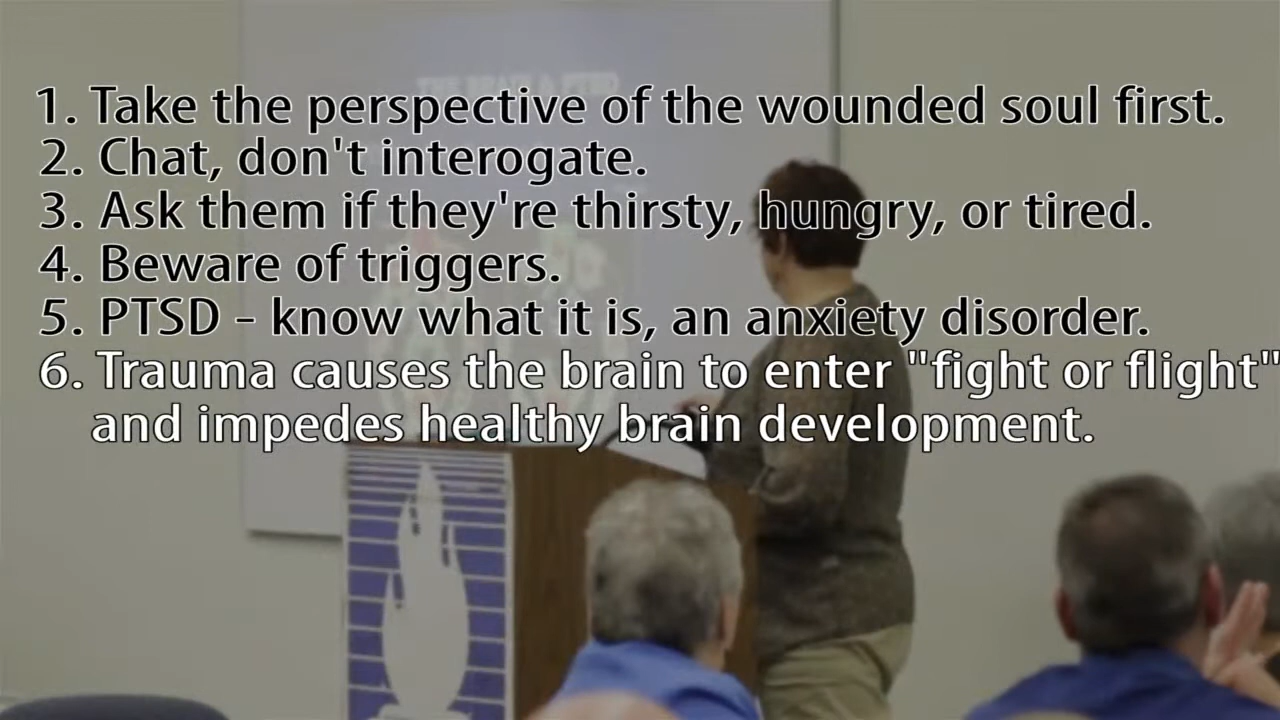 1. Take the perspective of the wounded soul first.
2. Chat, don't interogate.
3. Ask them if they're thirsty, hungry, or tired.
4. Beware of triggers.
5. PTSD - know what it is, an anxiety disorder.
6. Trauma causes the brain to enter "fight or flight"
and impedes healthy brain development.